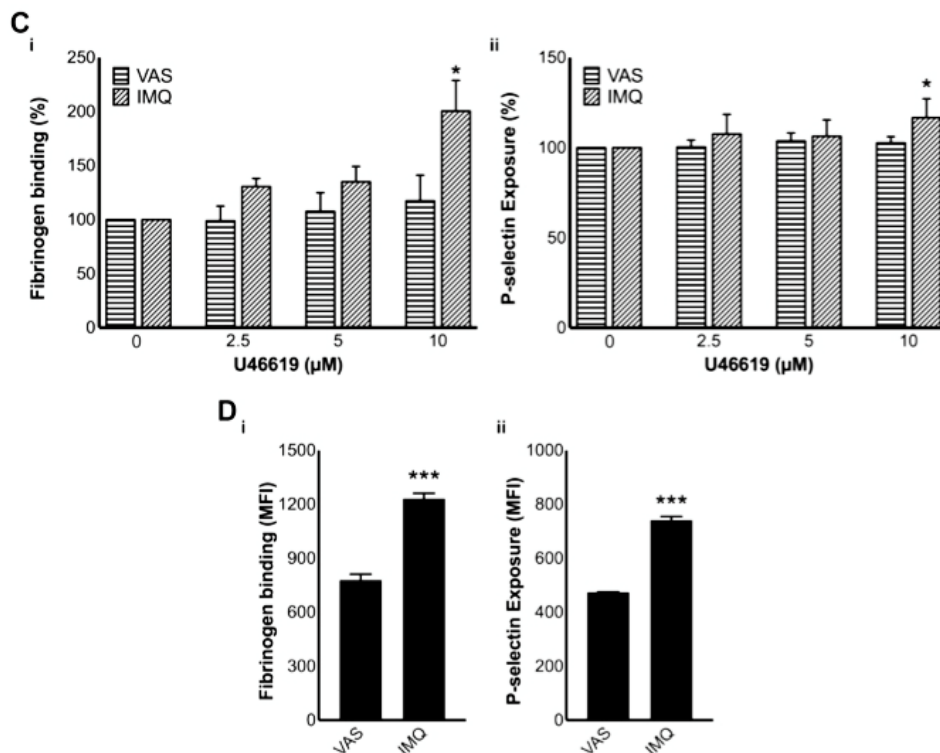 C
i
ii
250
200
150
100
50
0
Fibrinogen binding (%)
VAS
IMQ
*
0 2.5 5 10
U46619 (µM)
150
100
50
0
P-selectin Exposure (%)
VAS
IMQ
*
0 2.5 5 10
U46619 (µM)
D
i
ii
1500
1200
900
600
300
0
Fibrinogen binding (MFI)
***
VAS IMQ
1000
800
600
400
200
0
P-selectin Exposure (MFI)
***
VAS IMQ